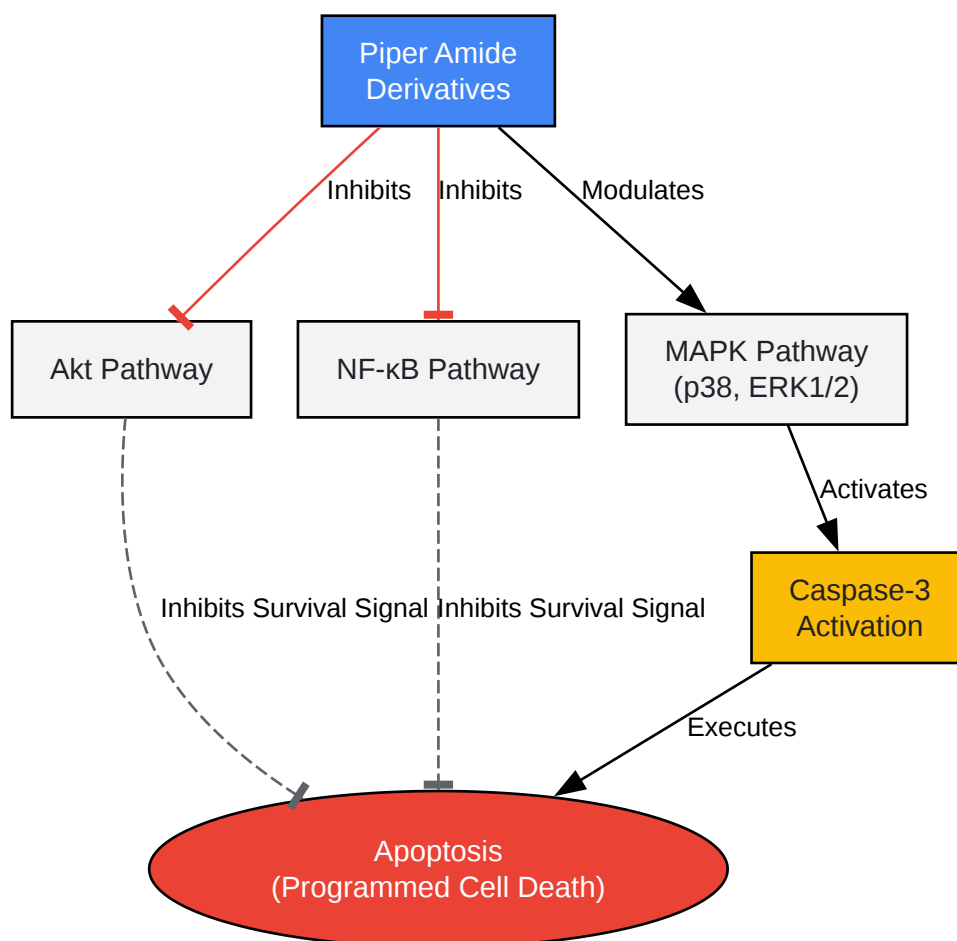 Piper Amide
Derivatives
Inhibits
Inhibits
Modulates
Akt Pathway
NF-κB Pathway
MAPK Pathway
(p38, ERK1/2)
Activates
Caspase-3
Activation
Inhibits Survival Signal
Inhibits Survival Signal
Executes
Apoptosis
(Programmed Cell Death)